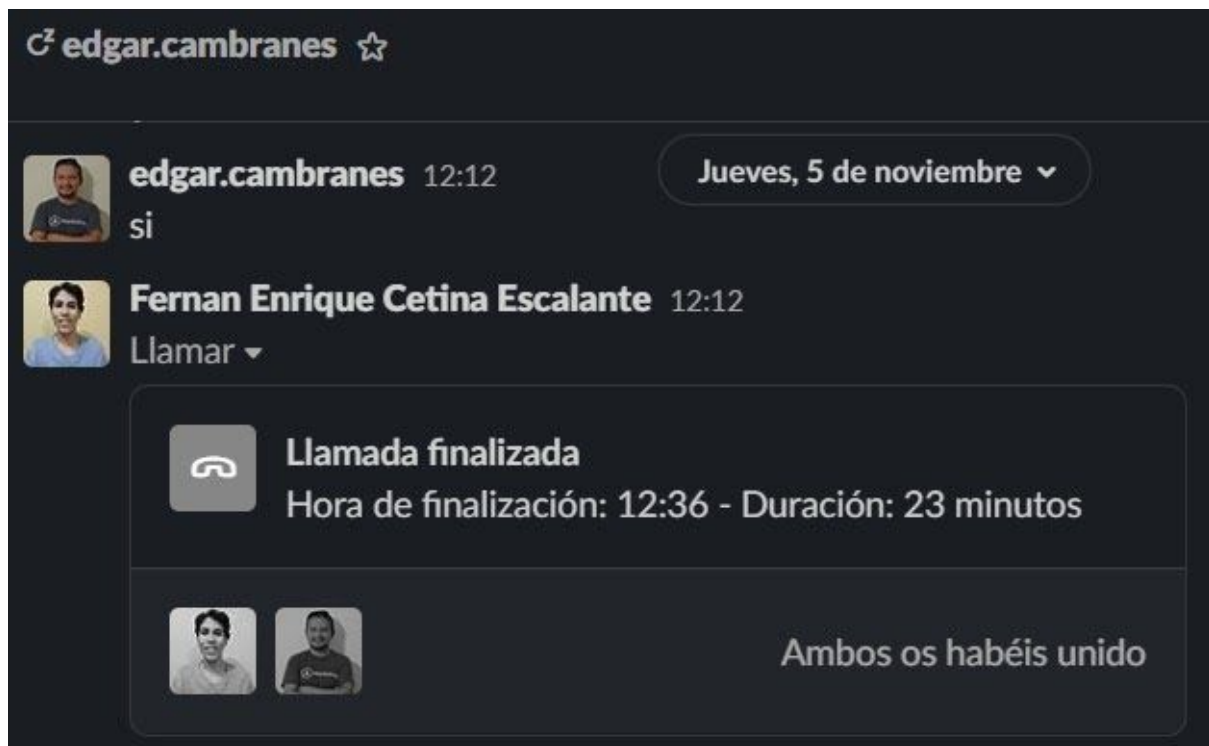 edgar.cambranes
edgar.cambranes 12:12
Jueves, 5 de noviembre
si
Fernan Enrique Cetina Escalante 12:12
Llamar
Llamada finalizada
Hora de finalización: 12:36 - Duración: 23 minutos
Ambos os habéis unido